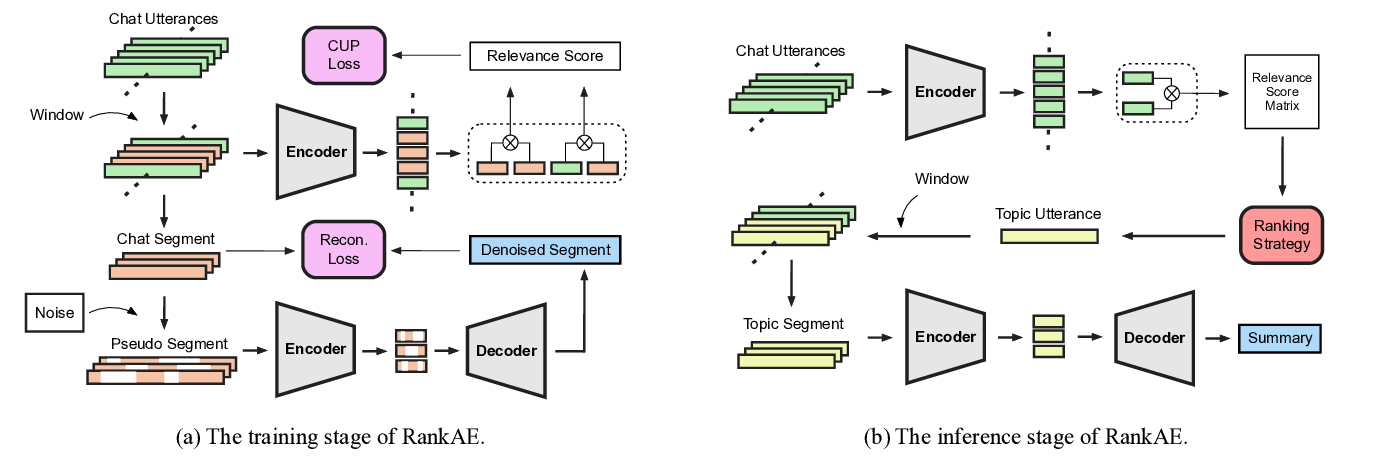 Chat Utterances
CUP
Loss
Relevance Score
Window
Encoder
Chat Segment
Recon.
Loss
Denoised Segment
Noise
Pseudo Segment
Encoder
Decoder
(a) The training stage of RankAE.
Chat Utterances
Encoder
Relevance
Score
Matrix
Window
Topic Utterance
Ranking
Strategy
Topic Segment
Encoder
Decoder
Summary
(b) The inference stage of RankAE.